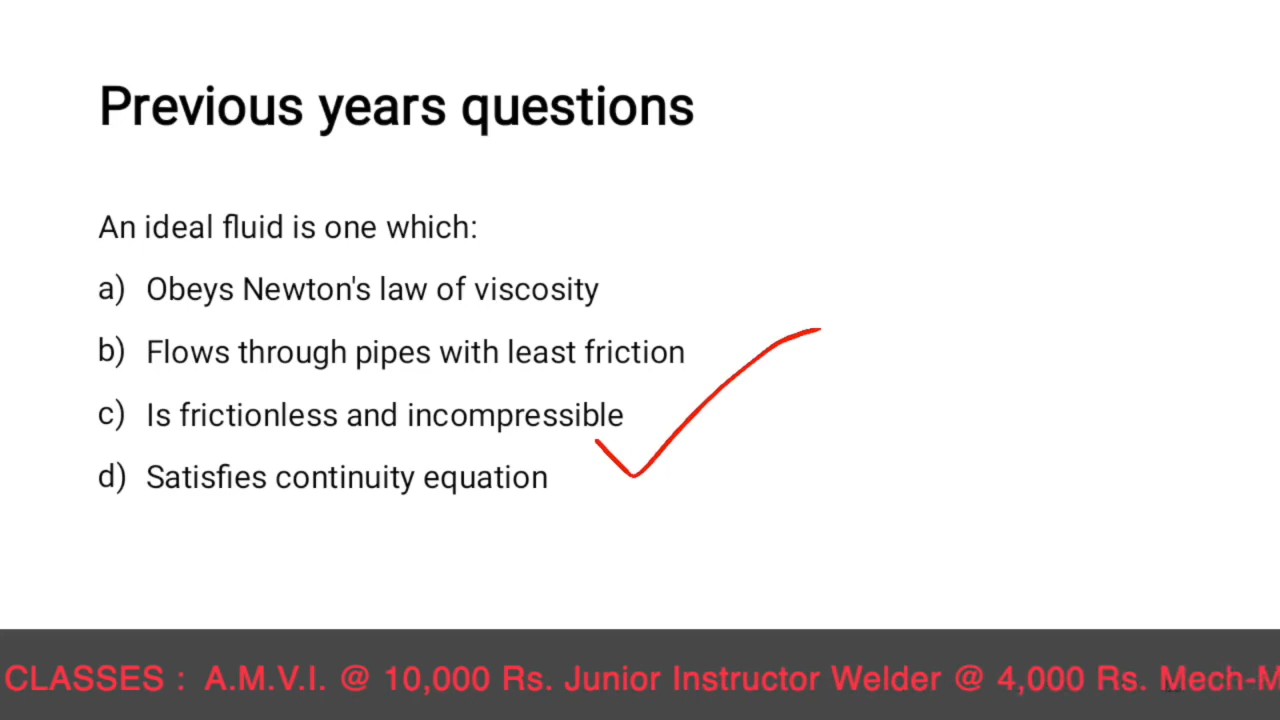 Previous years questions
An ideal fluid is one which:
a) Obeys Newton's law of viscosity
b) Flows through pipes with least friction
c) Is frictionless and incompressible
d) Satisfies continuity equation
CLASSES : A.M.V.I. @ 10,000 Rs. Junior Instructor Welder @ 4,000 Rs. Mech-M